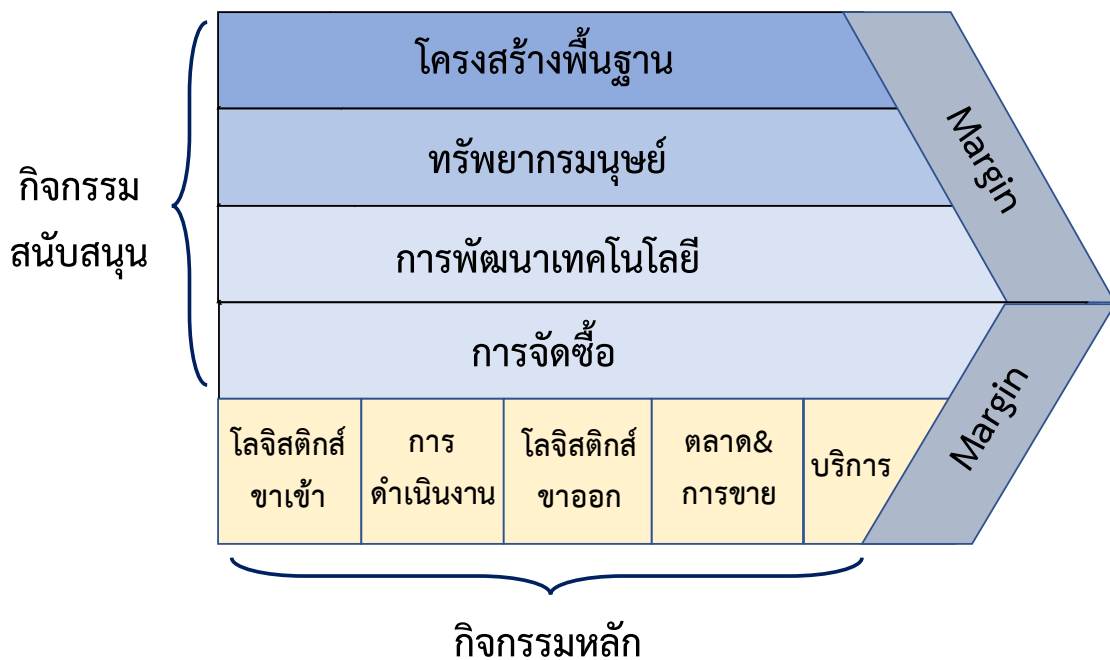 โครงสร้างพื้นฐาน
ทรัพยากรมนุษย์
การพัฒนาเทคโนโลยี
การจัดซื้อ
กิจกรรม
สนับสนุน
Margin
Margin
โลจิสติกส์
ขาเข้า
การ
ดำเนินงาน
โลจิสติกส์
ขาออก
ตลาด&
การขาย
บริการ
กิจกรรมหลัก